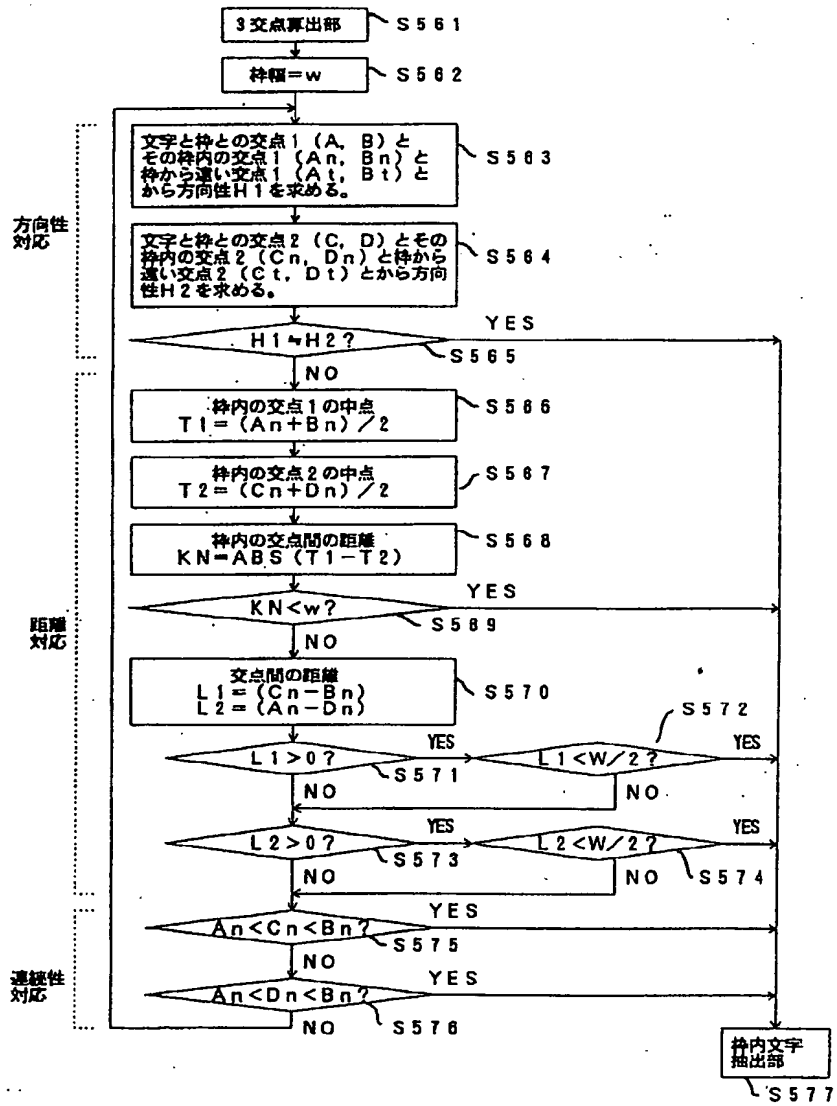 3交点算出部
S561
枠幅=w
S562
文字と枠との交点1(A,B)と
その枠内の交点1(An,Bn)と
枠から遠い交点1(At,Bt)と
から方向性H1を求める。
S563
方向性
対応
文字と枠との交点2(C,D)とその
枠内の交点2(Cn,Dn)と枠から
遠い交点2(Ct,Dt)とから方向
性H2を求める。
S564
H1≒H2?
YES
S565
NO
枠内の交点1の中点
T1=(An+Bn)/2
S566
枠内の交点2の中点
T2=(Cn+Dn)/2
S567
枠内の交点間の距離
KN=ABS(T1-T2)
S568
KN<w?
YES
S569
NO
距離
対応
交点間の距離
L1=(Cn-Bn)
L2=(An-Dn)
S570
L1>0?
YES
S571
NO
L1<W/2?
S572
YES
NO
L2>0?
YES
S573
NO
L2<W/2?
YES
S574
NO
An<Cn<Bn?
YES
S575
NO
連続性
対応
An<Dn<Bn?
YES
S576
NO
枠内文字
抽出部
S577